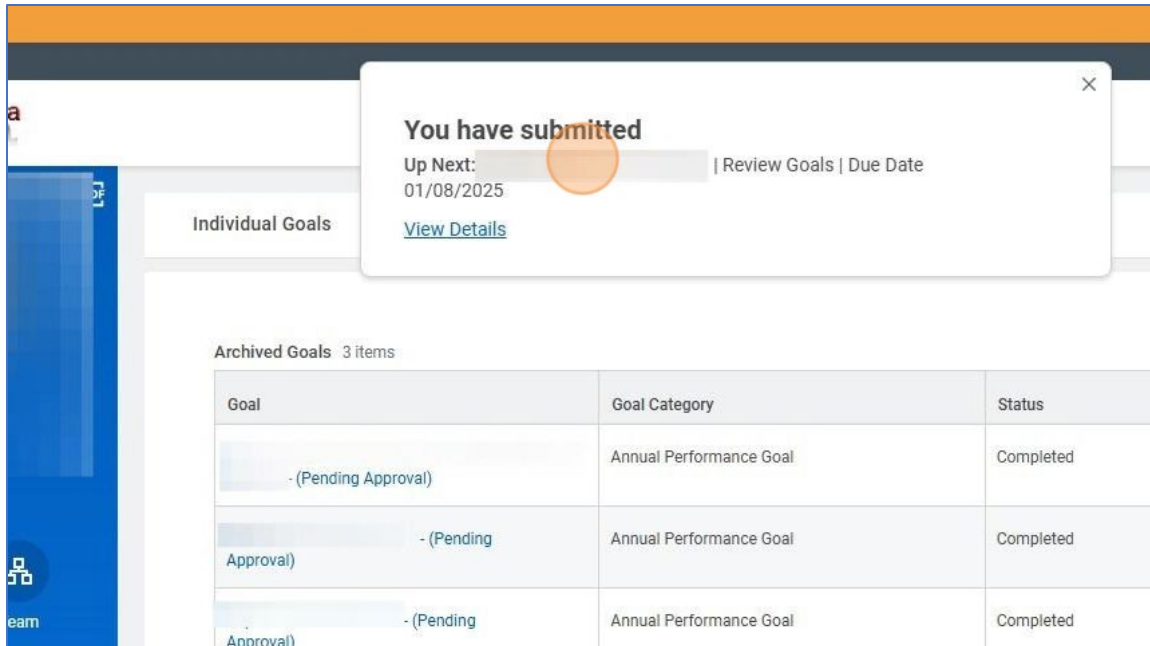 a
You have submitted
Up Next: | Review Goals | Due Date
01/08/2025
View Details
Individual Goals
Archived Goals 3 items
Goal Goal Category Status
- (Pending Approval) Annual Performance Goal Completed
- (Pending
Approval) Annual Performance Goal Completed
- (Pending
Approval) Annual Performance Goal Completed
eam